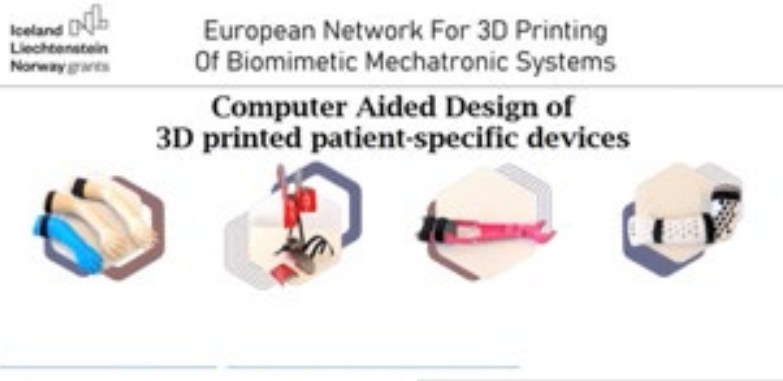 Iceland
Liechtenstein
Norway grants
European Network For 3D Printing
Of Biomimetic Mechatronic Systems
Computer Aided Design of
3D printed patient-specific devices